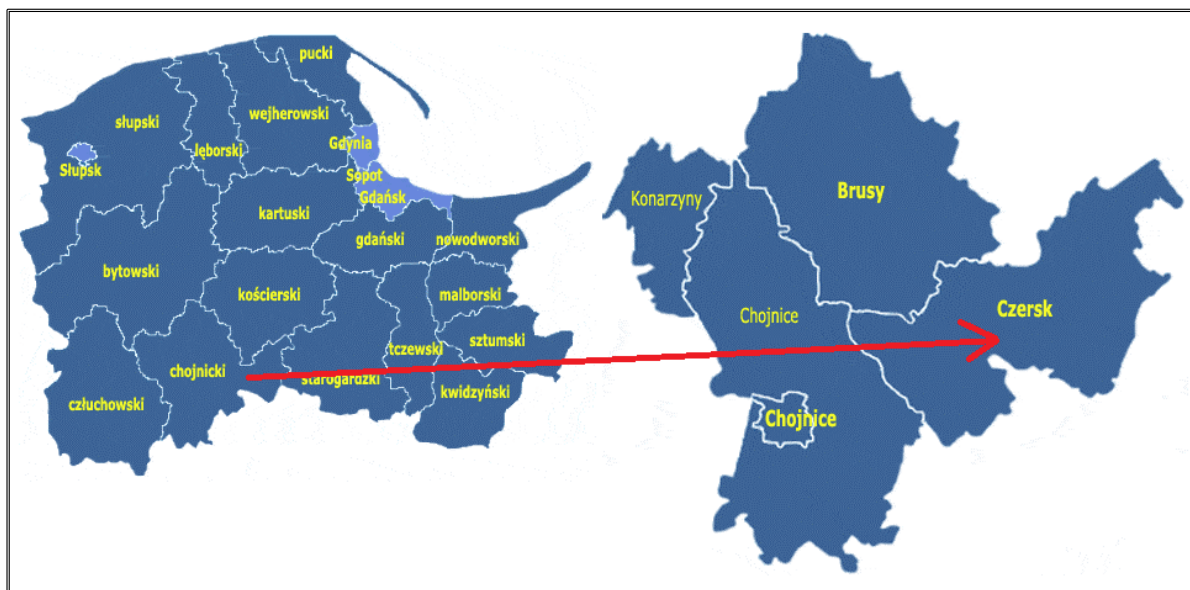 pucki
wejherowski
słupski
lęborski
Gdynia
Słupsk
Sopot
Gdańsk
kartuski
gdański
nowodworski
bytowski
kościerski
malborski
sztumski
tczewski
chojnicki
starogardzki
kwidzyński
człuchowski
Konarzyny
Brusy
Chojnice
Czersk
Chojnice